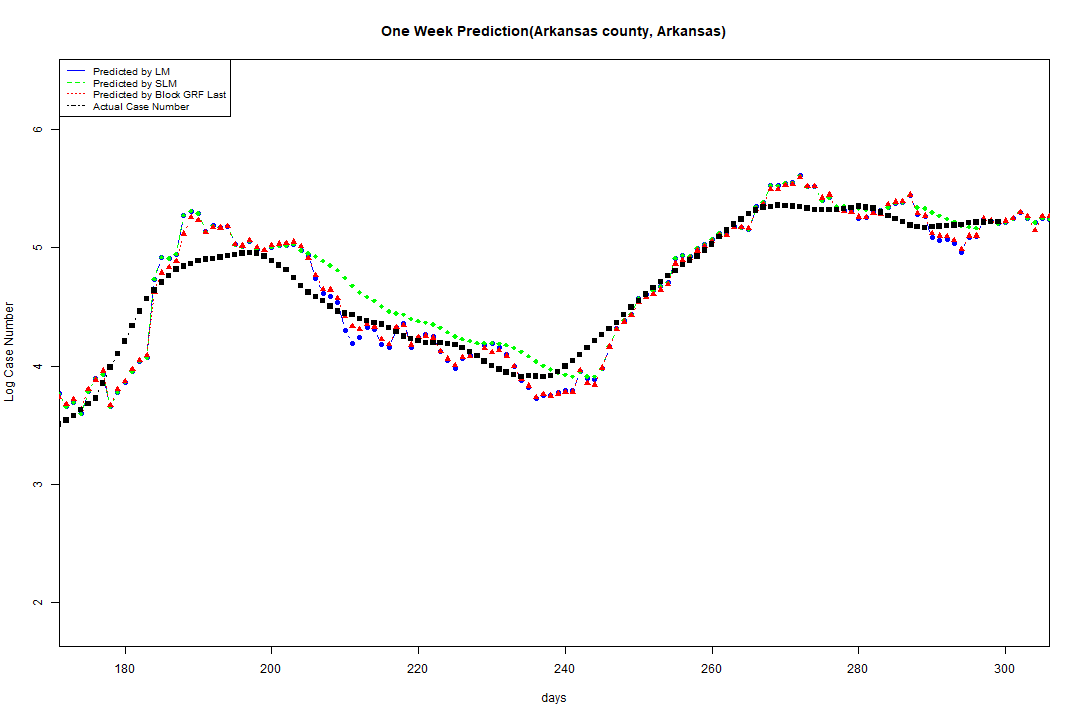 One Week Prediction(Arkansas county, Arkansas)
Predicted by LM
Predicted by SLM
Predicted by Block GRF Last
Actual Case Number
Log Case Number
6
5
4
3
2
180 200 220 240 260 280 300
days